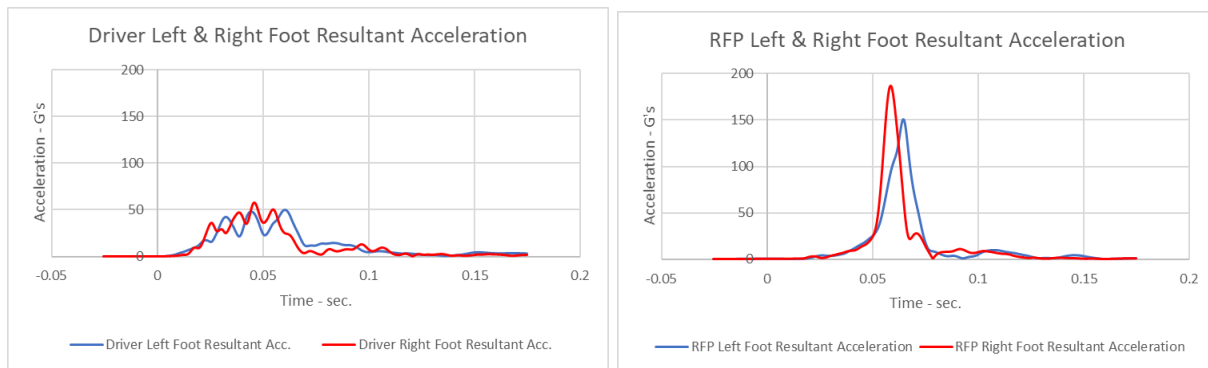 Driver Left & Right Foot Resultant Acceleration
200
150
100
50
0
-0.05
0
0.05
0.1
0.15
0.2
Acceleration - G's
Time - sec.
Driver Left Foot Resultant Acc.
Driver Right Foot Resultant Acc.
RFP Left & Right Foot Resultant Acceleration
200
150
100
50
0
-0.05
0
0.05
0.1
0.15
0.2
Acceleration - G's
Time - sec.
RFP Left Foot Resultant Acceleration
RFP Right Foot Resultant Acceleration